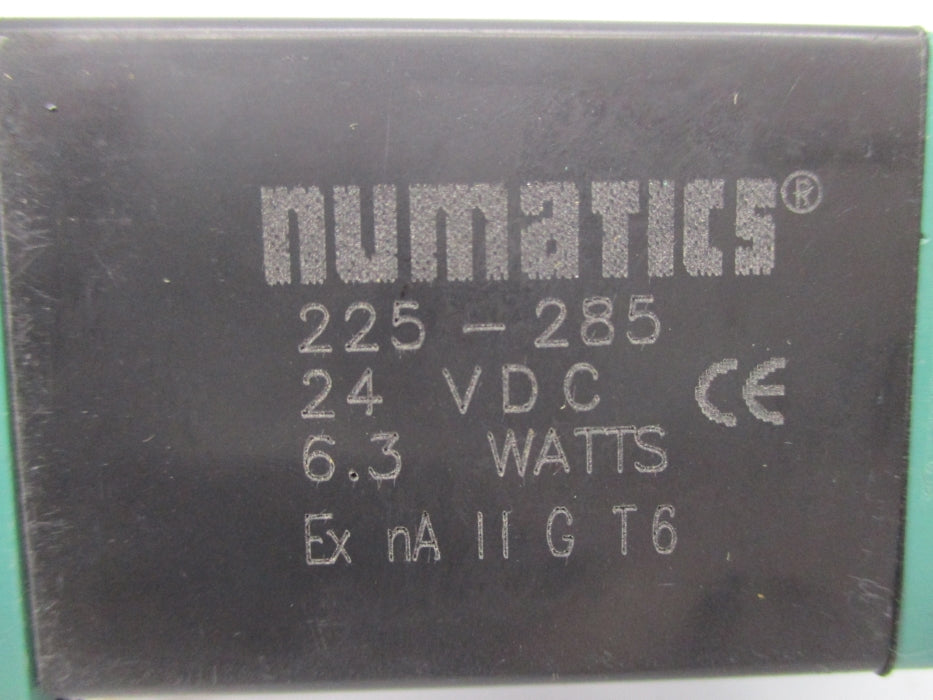 numatics®
225 - 285
24 VDC CE
6.3 WATTS
Ex nA II G T6